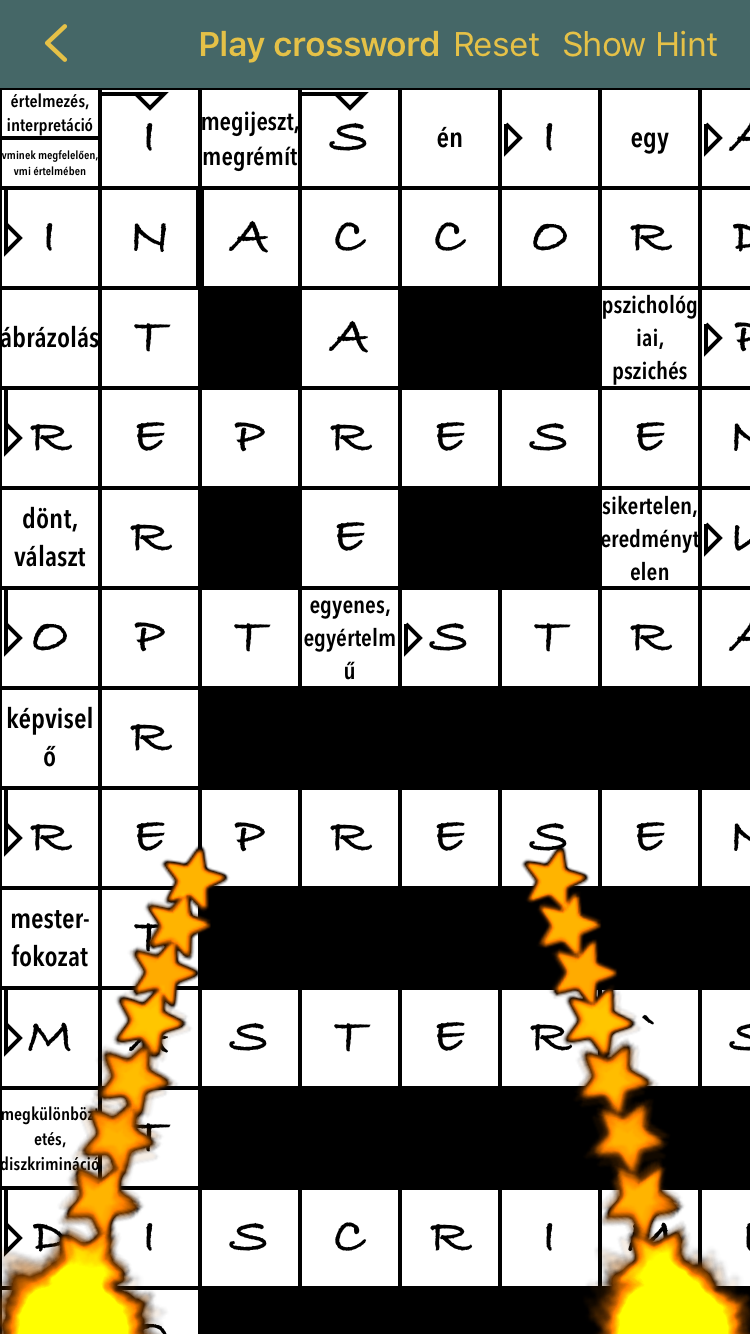 Play crossword Reset Show Hint
értelmezés,
interpretáció
vminek megfelelően,
vmi értelmében
I
megijeszt,
megrémít
S
én
I
egy
I N A C C O R
ábrázolás
T
A
pszichológ
iai,
pszichés
R E P R E S E
dönt,
választ
R
E
sikertelen,
eredményt
elen
O P T
egyenes,
egyértelm
ű
S T R
képvisel
ő
R
R E P R E S E
mester-
fokozat
M S T E R ` S
megkülönböz
etés,
diszkrimináció
T
D I S C R I